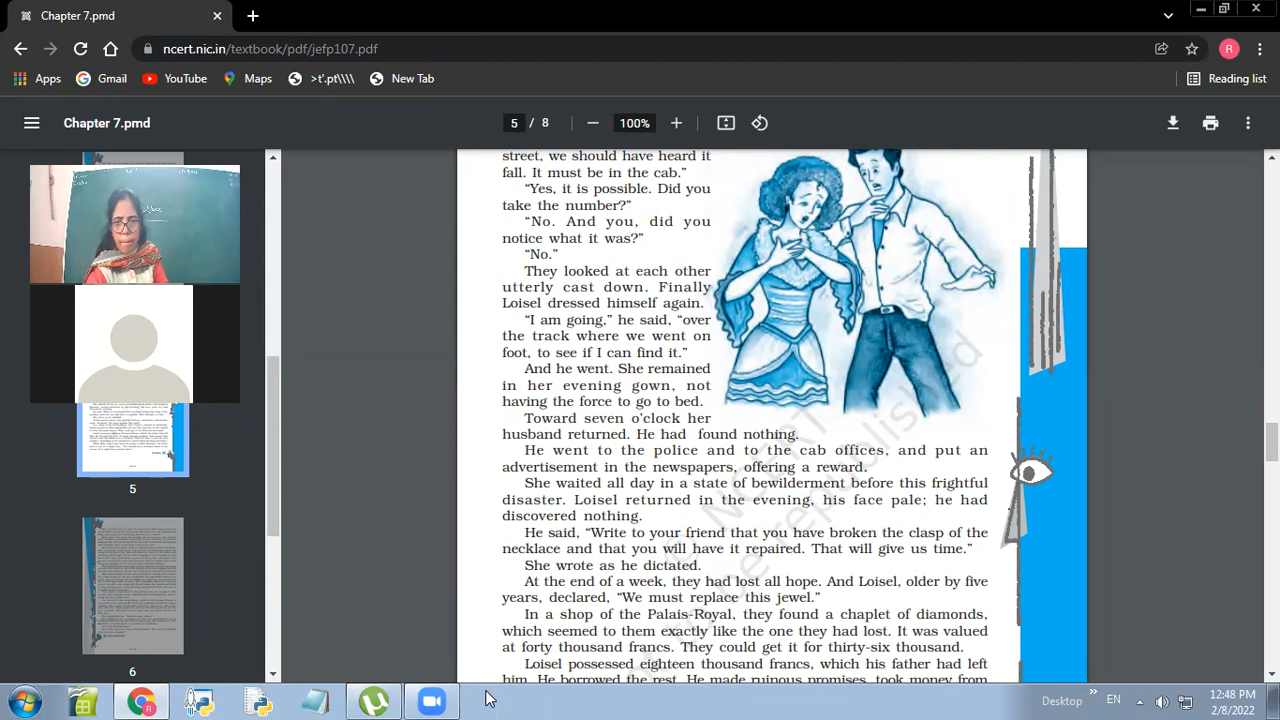 Chapter 7.pmd
ncert.nic.in/textbook/pdf/jefp107.pdf
R
Apps
Gmail
YouTube
Maps
>t'.pt\\\\
New Tab
Reading list
Chapter 7.pmd
5 / 8
100%
street, we should have heard it
fall. It must be in the cab.”
“Yes, it is possible. Did you
take the number?”
“No. And you, did you
notice what it was?”
“No.”
They looked at each other
utterly cast down. Finally
Loisel dressed himself again.
“I am going,” he said, “over
the track where we went on
foot, to see if I can find it.”
And he went. She remained
in her evening gown, not
having the force to go to bed.
Toward seven o’clock her
husband returned. He had found nothing.
He went to the police and to the cab offices, and put an
advertisement in the newspapers, offering a reward.
She waited all day in a state of bewilderment before this frightful
disaster. Loisel returned in the evening, his face pale; he had
discovered nothing.
He said, “Write to your friend that you have broken the clasp of the
necklace and that you will have it repaired. That will give us time.”
She wrote as he dictated.
At the end of a week, they had lost all hope. And Loisel, older by five
years, declared, “We must replace this jewel.”
In a shop of the Palais-Royal, they found a chaplet of diamonds,
which seemed to them exactly like the one they had lost. It was valued
at forty thousand francs. They could get it for thirty-six thousand.
Loisel possessed eighteen thousand francs, which his father had left
him. He borrowed the rest. He made ruinous promises, took money from
5
6
Desktop
EN
12:48 PM
2/8/2022